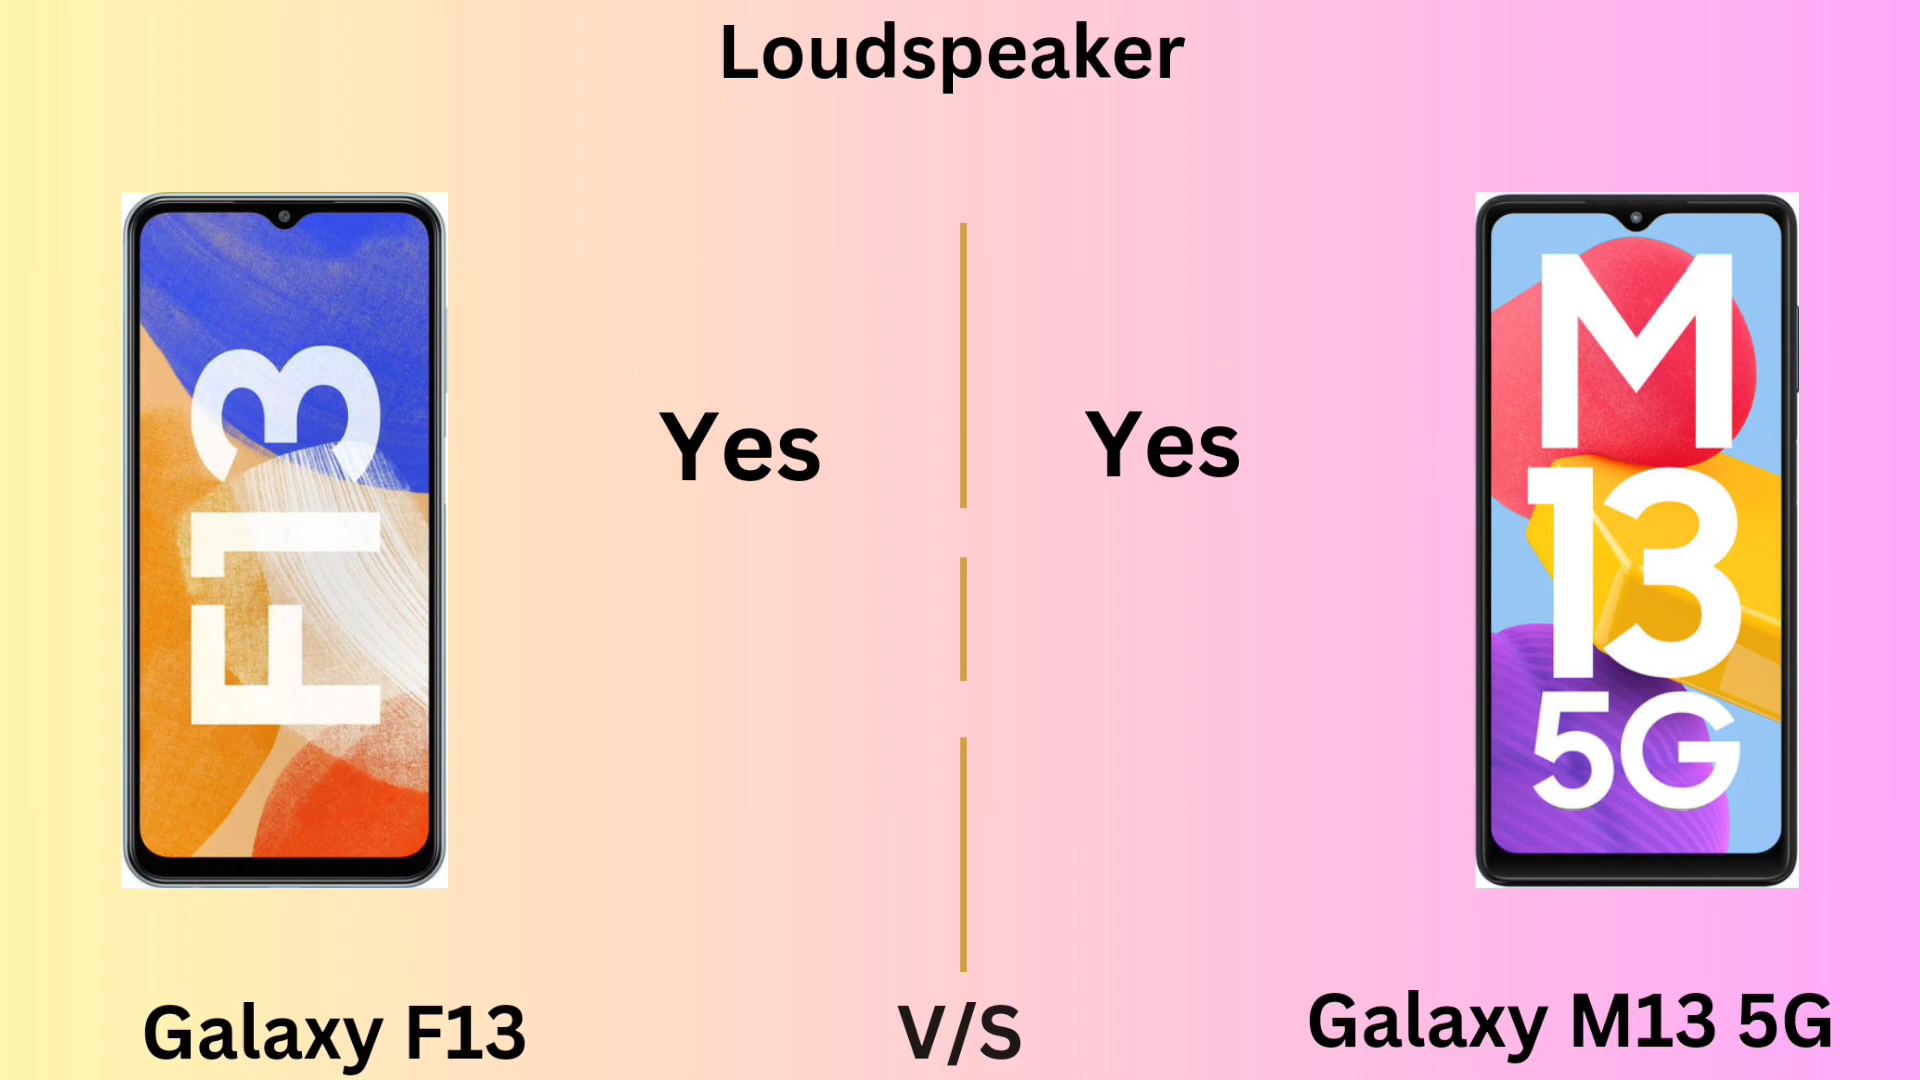 Loudspeaker
F13
Yes
Yes
M
13
5G
Galaxy F13
V/S
Galaxy M13 5G